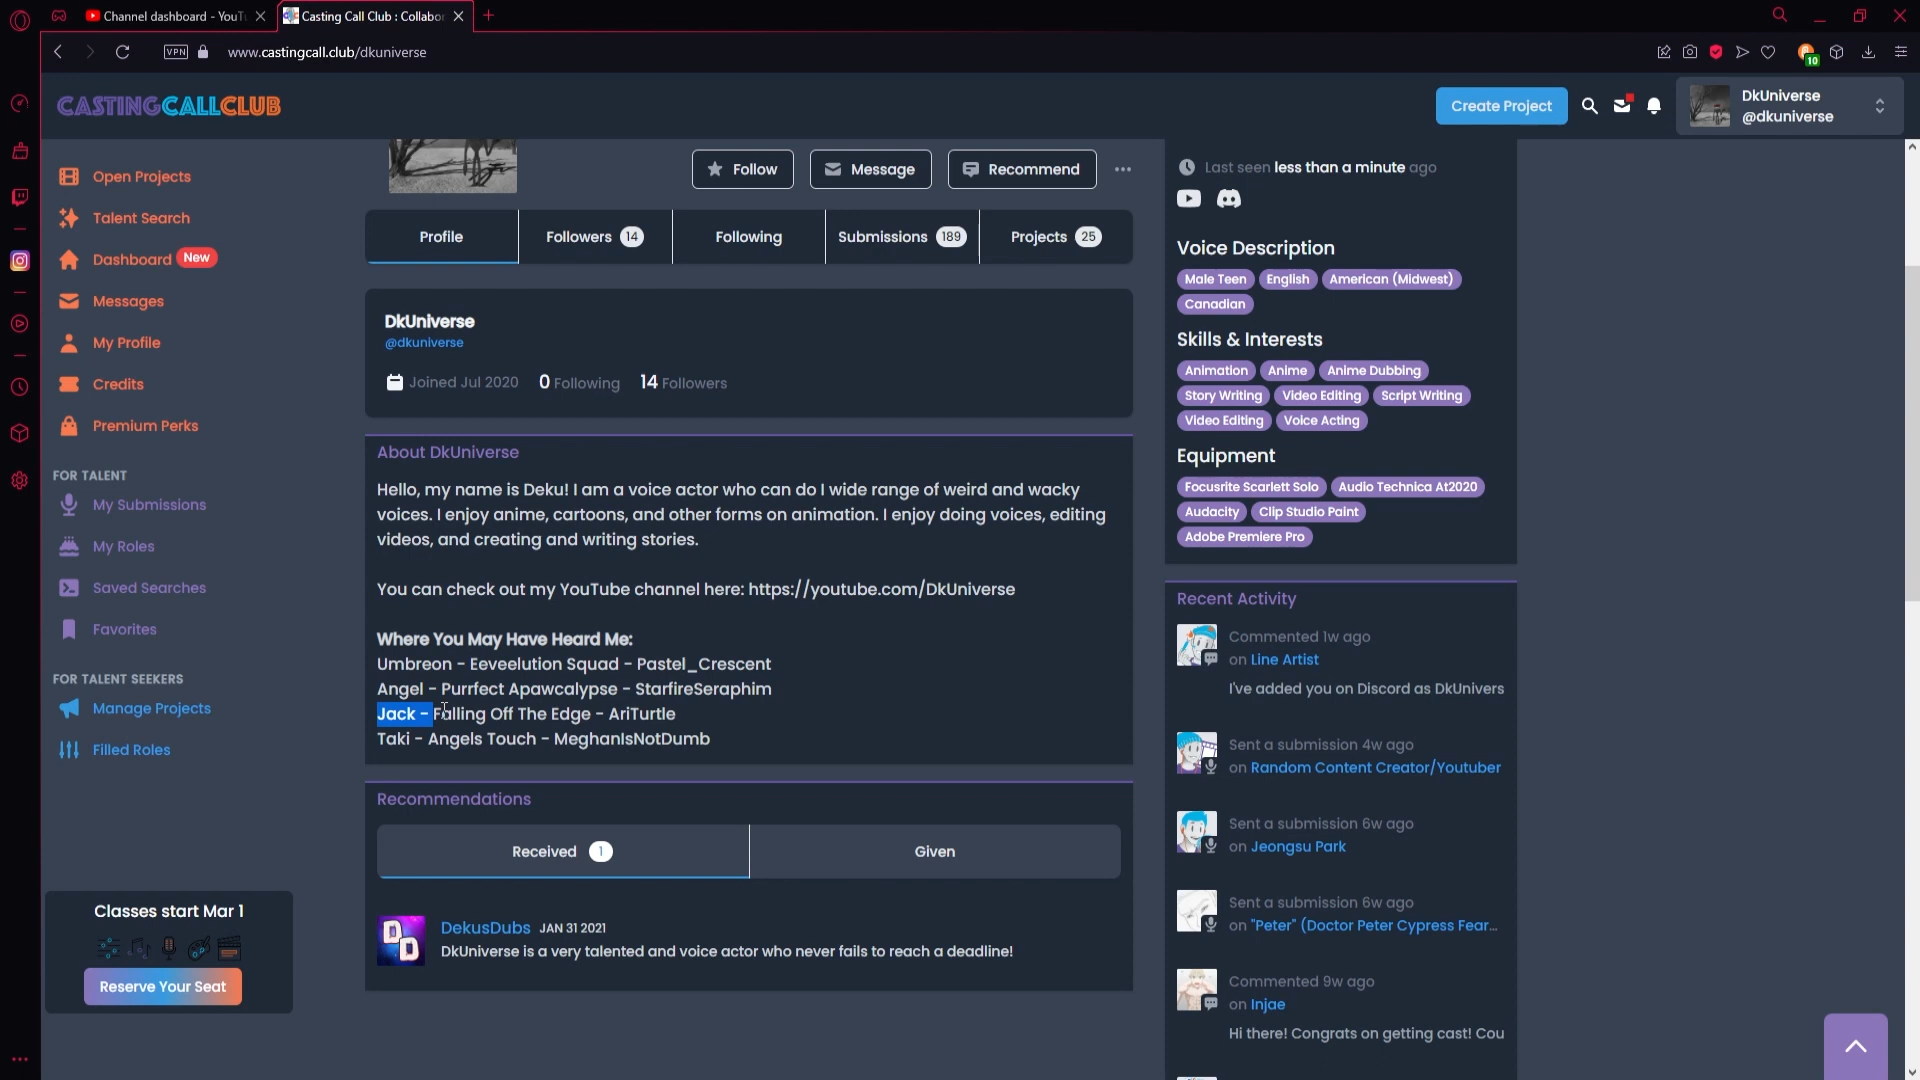 Channel dashboard - YouTu
Casting Call Club : Collabor
VPN
www.castingcall.club/dkuniverse
10
CASTINGCALLCLUB
Create Project
DkUniverse
@dkuniverse
Open Projects
Talent Search
Dashboard New
Messages
My Profile
Credits
Premium Perks
FOR TALENT
My Submissions
My Roles
Saved Searches
Favorites
FOR TALENT SEEKERS
Manage Projects
Filled Roles
Classes start Mar 1
Reserve Your Seat
Follow
Message
Recommend
Profile
Followers 14
Following
Submissions 189
Projects 25
DkUniverse
@dkuniverse
Joined Jul 2020 0 Following 14 Followers
About DkUniverse
Hello, my name is Deku! I am a voice actor who can do I wide range of weird and wacky
voices. I enjoy anime, cartoons, and other forms on animation. I enjoy doing voices, editing
videos, and creating and writing stories.
You can check out my YouTube channel here: https://youtube.com/DkUniverse
Where You May Have Heard Me:
Umbreon - Eeveelution Squad - Pastel_Crescent
Angel - Purrfect Apawcalypse - StarfireSeraphim
Jack - Falling Off The Edge - AriTurtle
Taki - Angels Touch - MeghanIsNotDumb
Recommendations
Received 1
Given
DD
DekusDubs JAN 31 2021
DkUniverse is a very talented and voice actor who never fails to reach a deadline!
Last seen less than a minute ago
Voice Description
Male Teen English American (Midwest)
Canadian
Skills & Interests
Animation Anime Anime Dubbing
Story Writing Video Editing Script Writing
Video Editing Voice Acting
Equipment
Focusrite Scarlett Solo Audio Technica At2020
Audacity Clip Studio Paint
Adobe Premiere Pro
Recent Activity
Commented 1w ago
on Line Artist
I've added you on Discord as DkUnivers
Sent a submission 4w ago
on Random Content Creator/Youtuber
Sent a submission 6w ago
on Jeongsu Park
Sent a submission 6w ago
on "Peter" (Doctor Peter Cypress Fear...
Commented 9w ago
on Injae
Hi there! Congrats on getting cast! Cou